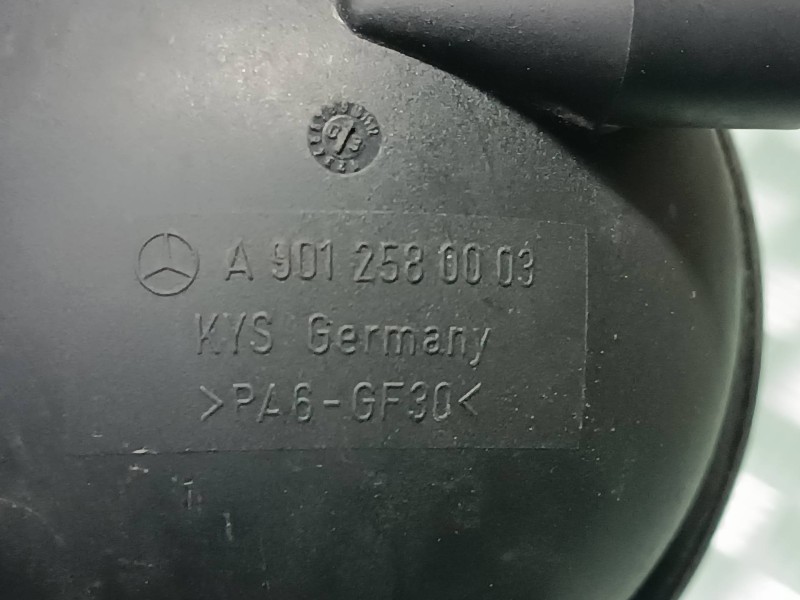 A 901 258 00 03
KYS Germany
>PA6-GF30<